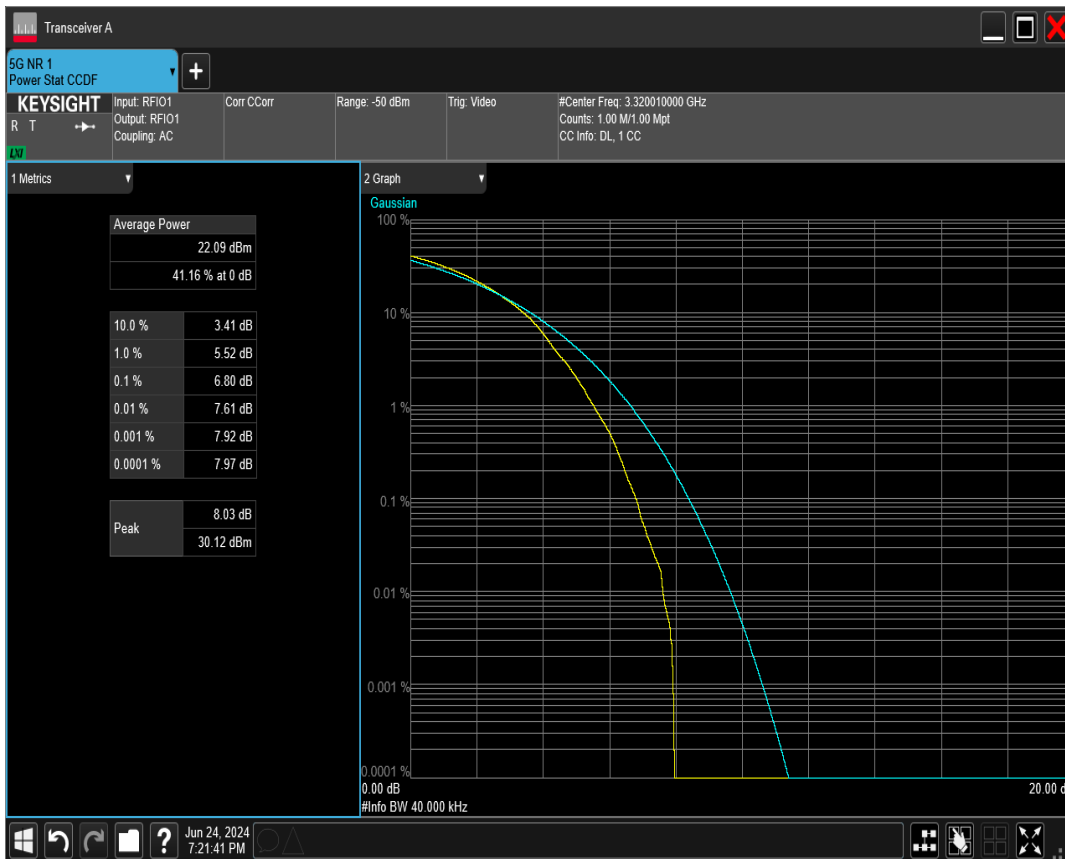 Transceiver A
5G NR 1
Power Stat CCDF
+
KEYSIGHT
R T
LXI
Input: RFIO1
Output: RFIO1
Coupling: AC
Corr CCorr
Range: -50 dBm
Trig: Video
#Center Freq: 3.320010000 GHz
Counts: 1.00 M/1.00 Mpt
CC Info: DL, 1 CC
1 Metrics
Average Power
22.09 dBm
41.16 % at 0 dB
10.0 % 3.41 dB
1.0 % 5.52 dB
0.1 % 6.80 dB
0.01 % 7.61 dB
0.001 % 7.92 dB
0.0001 % 7.97 dB
Peak
8.03 dB
30.12 dBm
2 Graph
Gaussian
100 %
10 %
1 %
0.1 %
0.01 %
0.001 %
0.0001 %
0.00 dB
20.00 d
#Info BW 40.000 kHz
?
Jun 24, 2024
7:21:41 PM